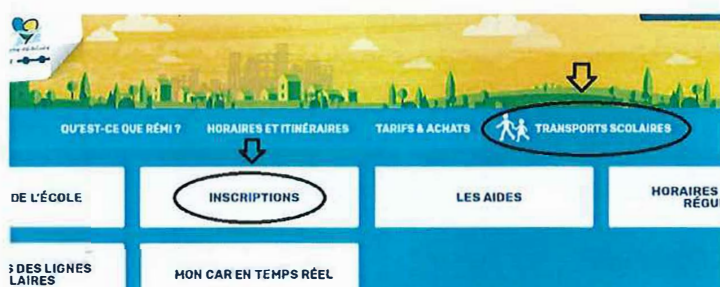 QU'EST-CE QUE RÉMI ?
HORAIRES ET ITINÉRAIRES
TARIFS & ACHATS
TRANSPORTS SCOLAIRES
DE L'ÉCOLE
INSCRIPTIONS
LES AIDES
HORAIRES
RÉGU
S DES LIGNES
LAIRES
MON CAR EN TEMPS RÉEL